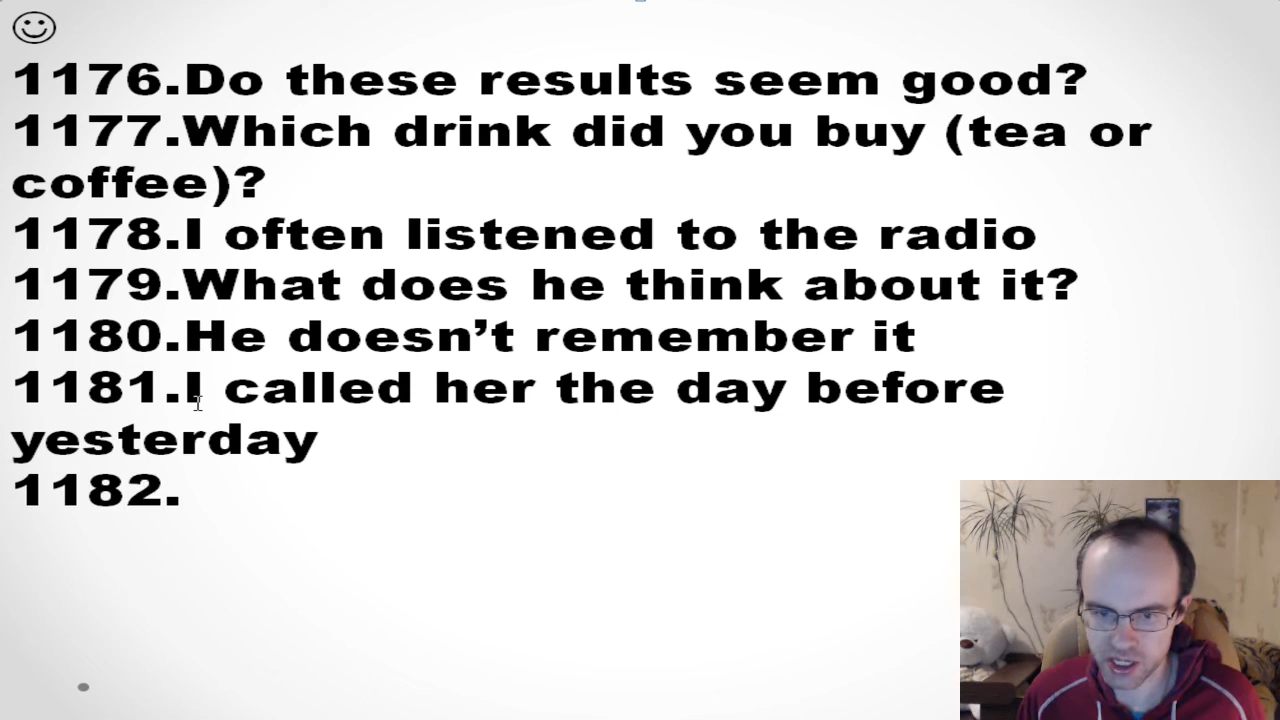 1176.Do these results seem good?
1177.Which drink did you buy (tea or
coffee)?
1178.I often listened to the radio
1179.What does he think about it?
1180.He doesn’t remember it
1181.I called her the day before
yesterday
1182.